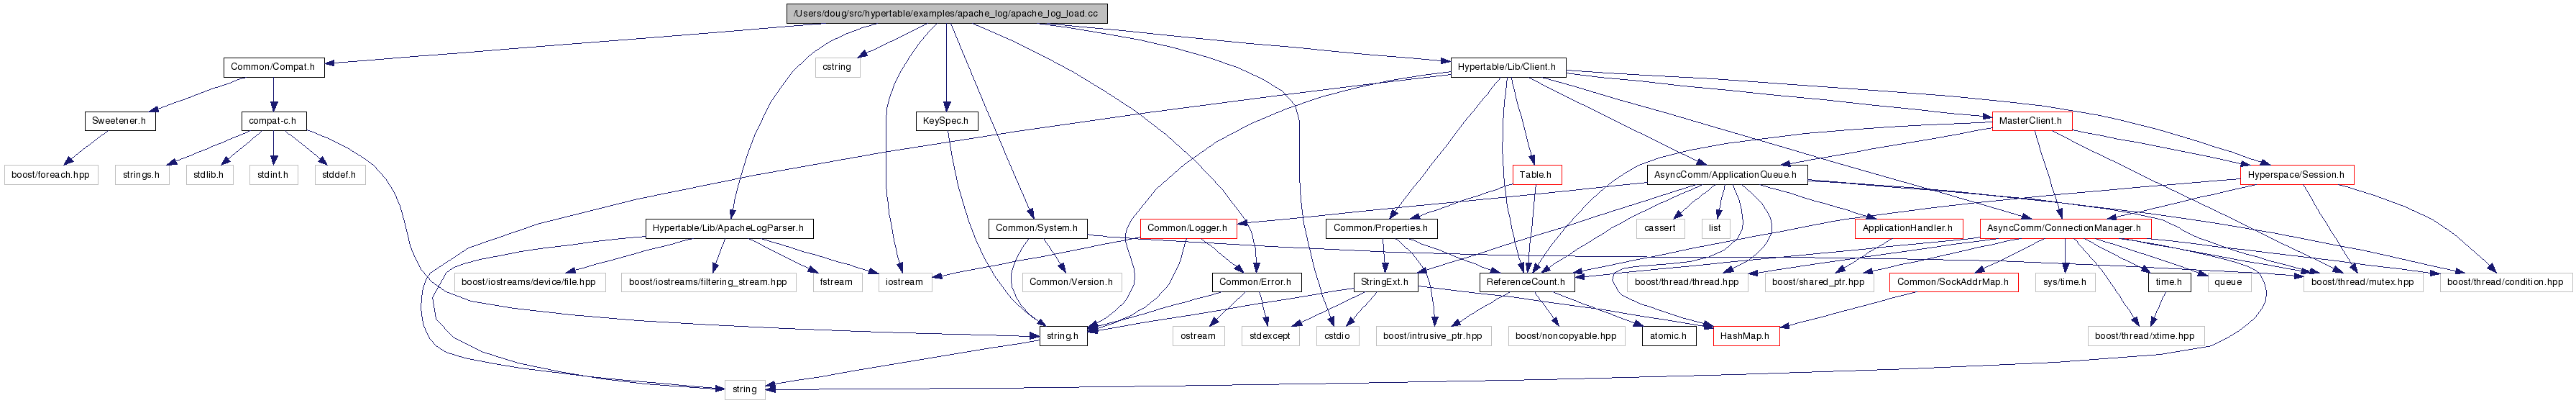 /Users/doug/src/hypertable/examples/apache_log/apache_log_load.cc
Common/Compat.h
cstring
Hypertable/Lib/Client.h
Sweetener.h
compat-c.h
KeySpec.h
MasterClient.h
boost/foreach.hpp
strings.h
stdlib.h
stdint.h
stddef.h
Table.h
AsyncComm/ApplicationQueue.h
Hyperspace/Session.h
Hypertable/Lib/ApacheLogParser.h
Common/System.h
Common/Logger.h
Common/Properties.h
cassert
list
ApplicationHandler.h
AsyncComm/ConnectionManager.h
boost/iostreams/device/file.hpp
boost/iostreams/filtering_stream.hpp
fstream
iostream
Common/Version.h
Common/Error.h
StringExt.h
ReferenceCount.h
boost/thread/thread.hpp
boost/shared_ptr.hpp
Common/SockAddrMap.h
sys/time.h
time.h
queue
boost/thread/mutex.hpp
boost/thread/condition.hpp
string.h
ostream
stdexcept
cstdio
boost/intrusive_ptr.hpp
boost/noncopyable.hpp
atomic.h
HashMap.h
boost/thread/xtime.hpp
string